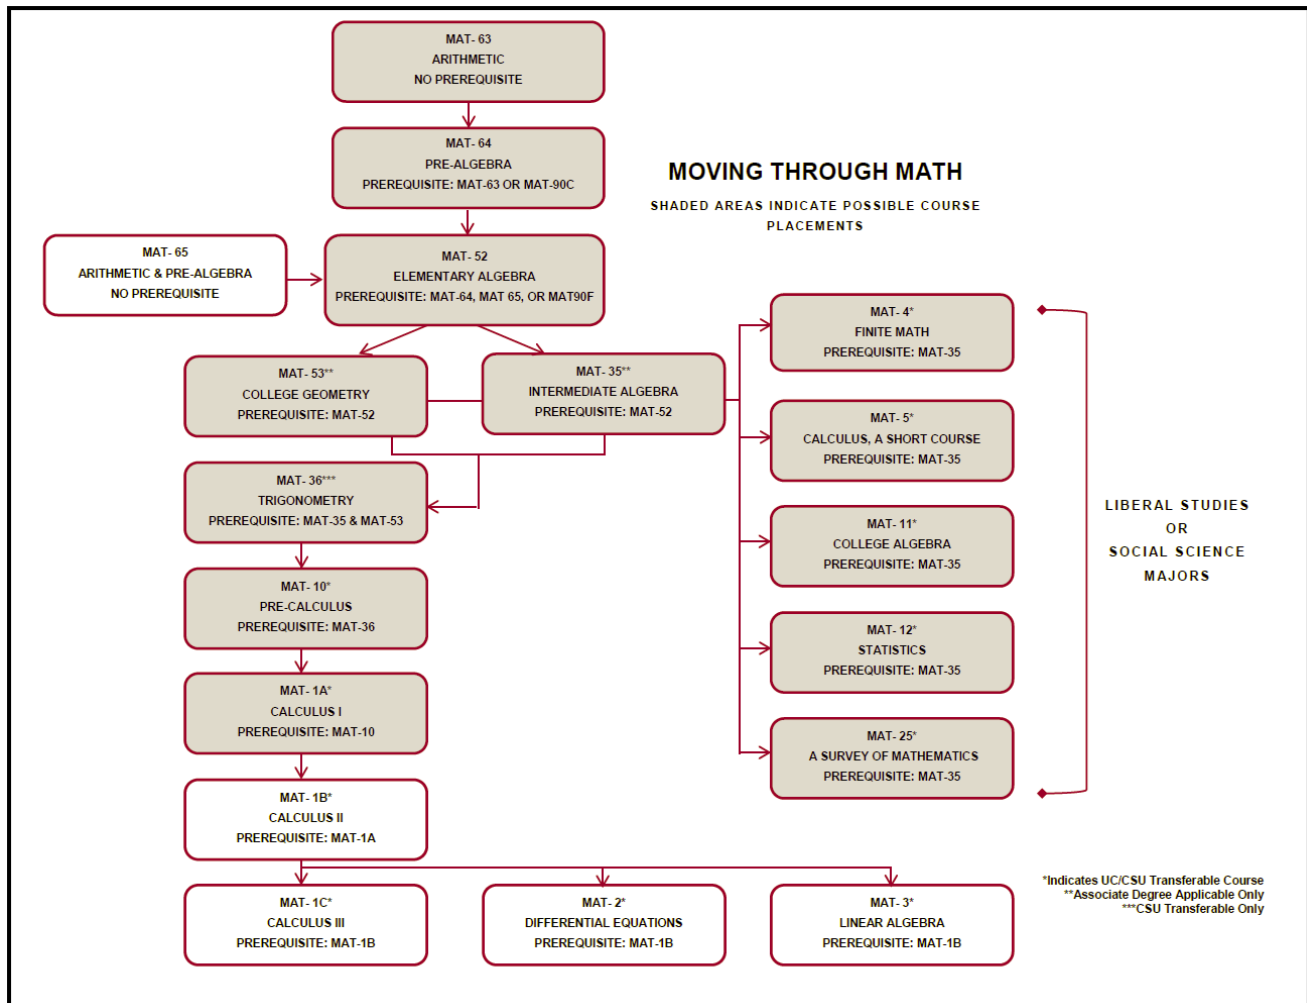 MAT- 63
ARITHMETIC
NO PREREQUISITE
MAT- 64
PRE-ALGEBRA
PREREQUISITE: MAT-63 OR MAT-90C
MOVING THROUGH MATH
SHADED AREAS INDICATE POSSIBLE COURSE
PLACEMENTS
MAT- 65
ARITHMETIC & PRE-ALGEBRA
NO PREREQUISITE
MAT- 52
ELEMENTARY ALGEBRA
PREREQUISITE: MAT-64, MAT 65, OR MAT90F
MAT- 53**
COLLEGE GEOMETRY
PREREQUISITE: MAT-52
MAT- 35**
INTERMEDIATE ALGEBRA
PREREQUISITE: MAT-52
MAT- 36***
TRIGONOMETRY
PREREQUISITE: MAT-35 & MAT-53
MAT- 10*
PRE-CALCULUS
PREREQUISITE: MAT-36
MAT- 1A*
CALCULUS I
PREREQUISITE: MAT-10
MAT- 1B*
CALCULUS II
PREREQUISITE: MAT-1A
MAT- 1C*
CALCULUS III
PREREQUISITE: MAT-1B
MAT- 2*
DIFFERENTIAL EQUATIONS
PREREQUISITE: MAT-1B
MAT- 3*
LINEAR ALGEBRA
PREREQUISITE: MAT-1B
MAT- 4*
FINITE MATH
PREREQUISITE: MAT-35
MAT- 5*
CALCULUS, A SHORT COURSE
PREREQUISITE: MAT-35
MAT- 11*
COLLEGE ALGEBRA
PREREQUISITE: MAT-35
MAT- 12*
STATISTICS
PREREQUISITE: MAT-35
MAT- 25*
A SURVEY OF MATHEMATICS
PREREQUISITE: MAT-35
LIBERAL STUDIES
OR
SOCIAL SCIENCE
MAJORS
*Indicates UC/CSU Transferable Course
**Associate Degree Applicable Only
***CSU Transferable Only